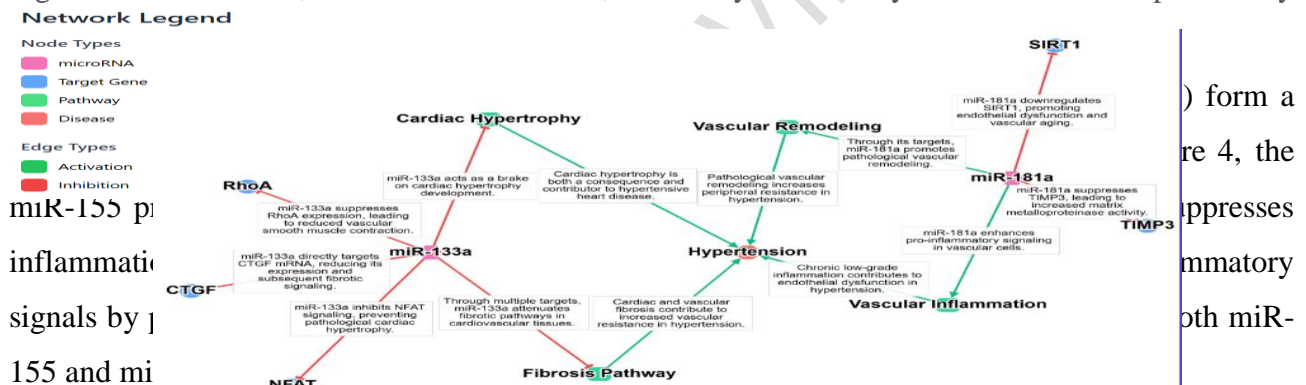 Network Legend
Node Types
microRNA
Target Gene
Pathway
Disease
Edge Types
Activation
Inhibition
SIRT1
miR-181a downregulates
SIRT1, promoting
endothelial dysfunction and
vascular aging.
Cardiac Hypertrophy
Vascular Remodeling
Through its targets,
miR-181a promotes
pathological vascular
remodeling.
) form a
re 4, the
RhoA
miR-133a acts as a brake
on cardiac hypertrophy
development.
Cardiac hypertrophy is
both a consequence and
contributor to hypertensive
heart disease.
Pathological vascular
remodeling increases
peripheral resistance in
hypertension.
miR-181a
miR-181a suppresses
TIMP3, leading to
increased matrix
metalloproteinase activity.
TIMP3
miR-155
miR-133a suppresses
RhoA expression, leading
to reduced vascular
smooth muscle contraction.
ppresses
miR-181a enhances
pro-inflammatory signaling
in vascular cells.
miR-133a
Hypertension
inflammati
miR-133a directly targets
CTGF mRNA, reducing its
expression and
subsequent fibrotic
signaling.
mmatory
Chronic low-grade
inflammation contributes to
endothelial dysfunction in
hypertension.
CTGF
Vascular Inflammation
signals by
miR-133a inhibits NFAT
signaling, preventing
pathological cardiac
hypertrophy.
Through multiple targets,
miR-133a attenuates
fibrotic pathways in
cardiovascular tissues.
Cardiac and vascular
fibrosis contribute to
increased vascular
resistance in hypertension.
oth miR-
155 and mi
Fibrosis Pathway
NFAT